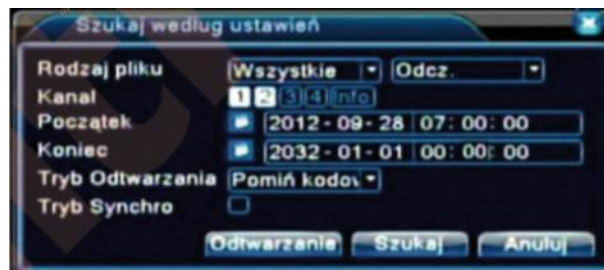 Szukaj według ustawień
Rodzaj pliku Wszystkie Odcz.
Kanał 1 2 3 4 Info
Początek 2012-09-28 07:00:00
Koniec 2032-01-01 00:00:00
Tryb Odtwarzania Pomiń kodov
Tryb Synchro
Odtwarzanie Szukaj Anuluj